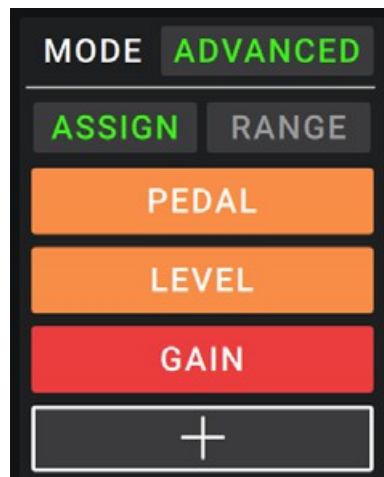 MODE ADVANCED
ASSIGN RANGE
PEDAL
LEVEL
GAIN
+